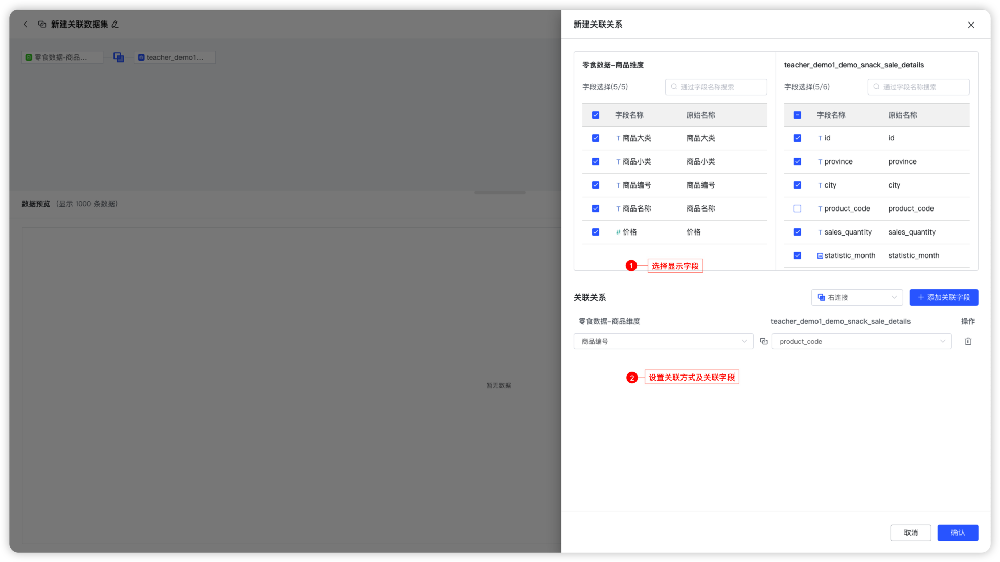 新建关联数据集
零食数据-商品...
teacher_demo1...
数据预览 (显示 1000 条数据)
暂无数据
新建关联关系
零食数据–商品维度
字段选择(5/5)
通过字段名称搜索
字段名称 原始名称
T 商品大类 商品大类
T 商品小类 商品小类
T 商品编号 商品编号
T 商品名称 商品名称
# 价格 价格
teacher_demo1_demo_snack_sale_details
字段选择(5/6)
通过字段名称搜索
字段名称 原始名称
T id id
T province province
T city city
T product_code product_code
T sales_quantity sales_quantity
statistic_month statistic_month
1 选择显示字段
关联关系
右连接
+ 添加关联字段
零食数据–商品维度 teacher_demo1_demo_snack_sale_details 操作
商品编号 product_code
2 设置关联方式及关联字段
取消 确认